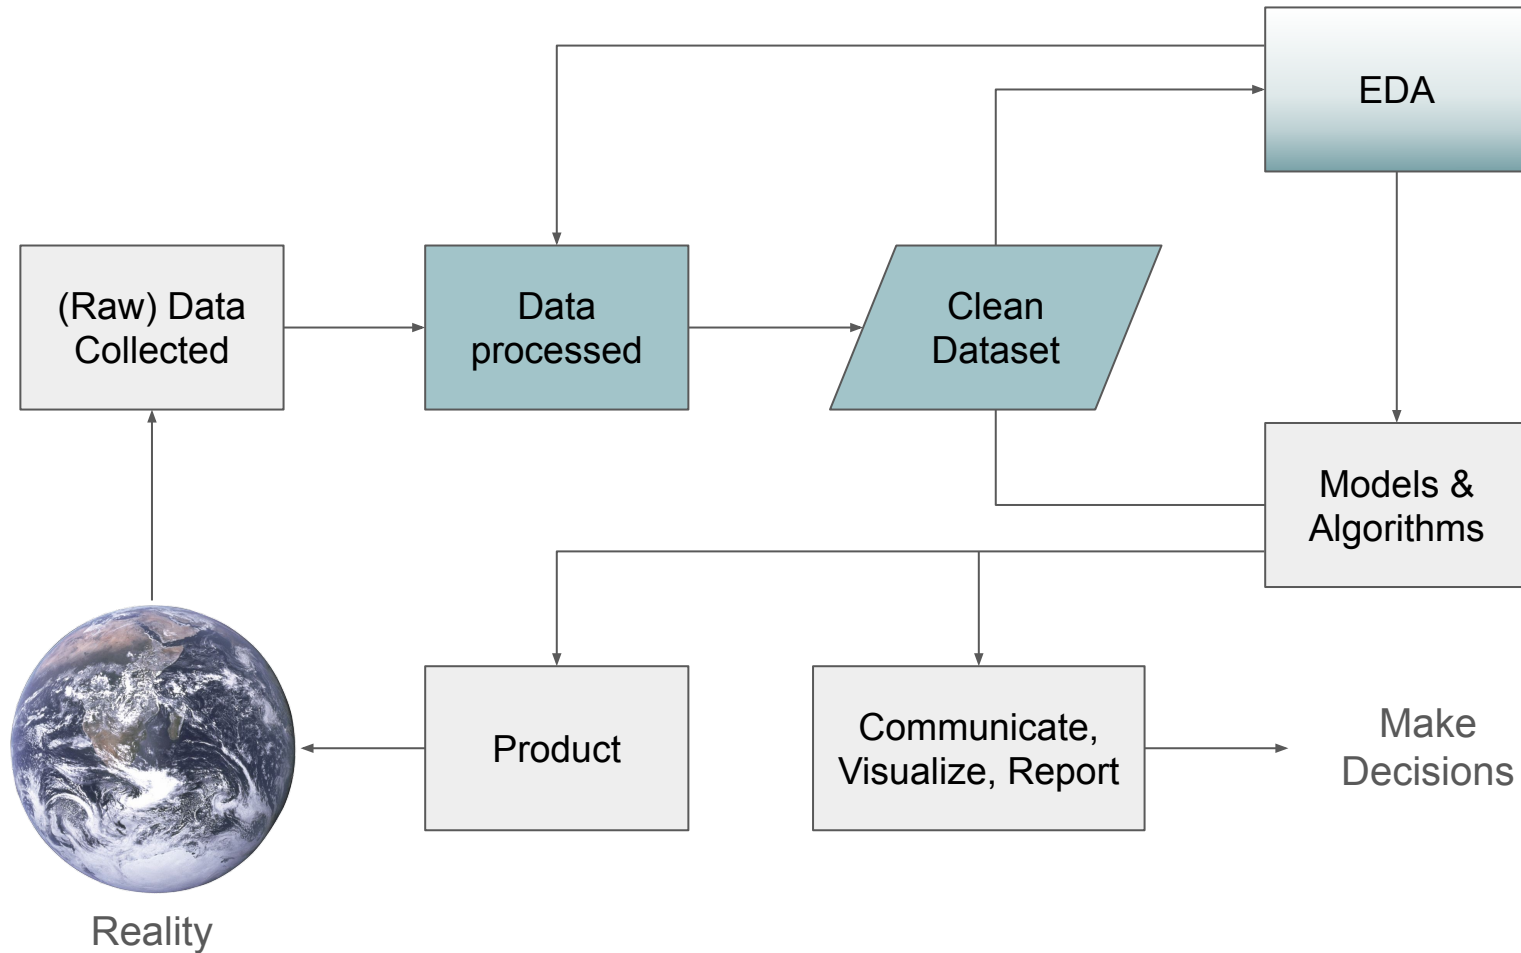 EDA
(Raw) Data
Collected
Data
processed
Clean
Dataset
Models &
Algorithms
Product
Communicate,
Visualize, Report
Make
Decisions
Reality